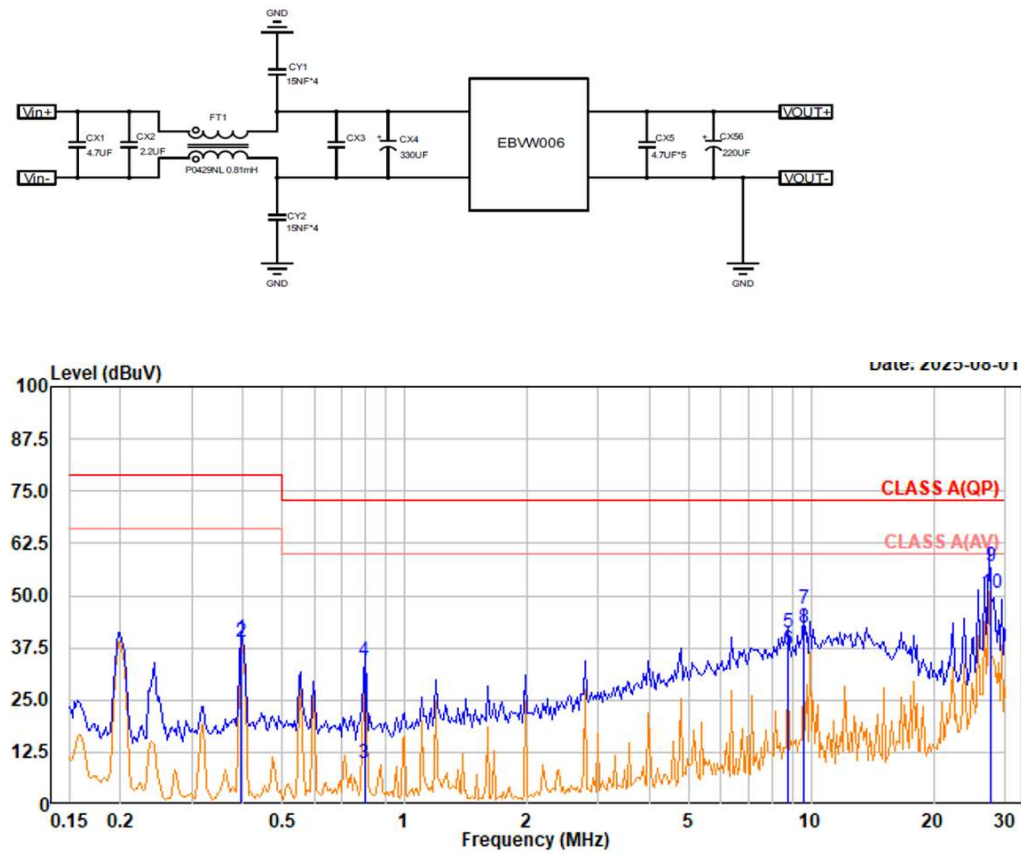 GND
CY1
15NF*4
Vin+
FT1
VOUT+
CX1
4.7UF
CX2
2.2UF
CX3
+
CX4
330UF
EBVW006
CX5
4.7UF*5
+
CX56
220UF
Vin-
P0429NL 0.81mH
VOUT-
CY2
15NF*4
GND
GND
Level (dBuV)
Date: 2025-08-01
100
87.5
75.0
62.5
50.0
37.5
25.0
12.5
0
CLASS A(QP)
CLASS A(AV)
2
4
3
5
7
8
9
0
0.15
0.2
0.5
1
2
5
10
20
30
Frequency (MHz)